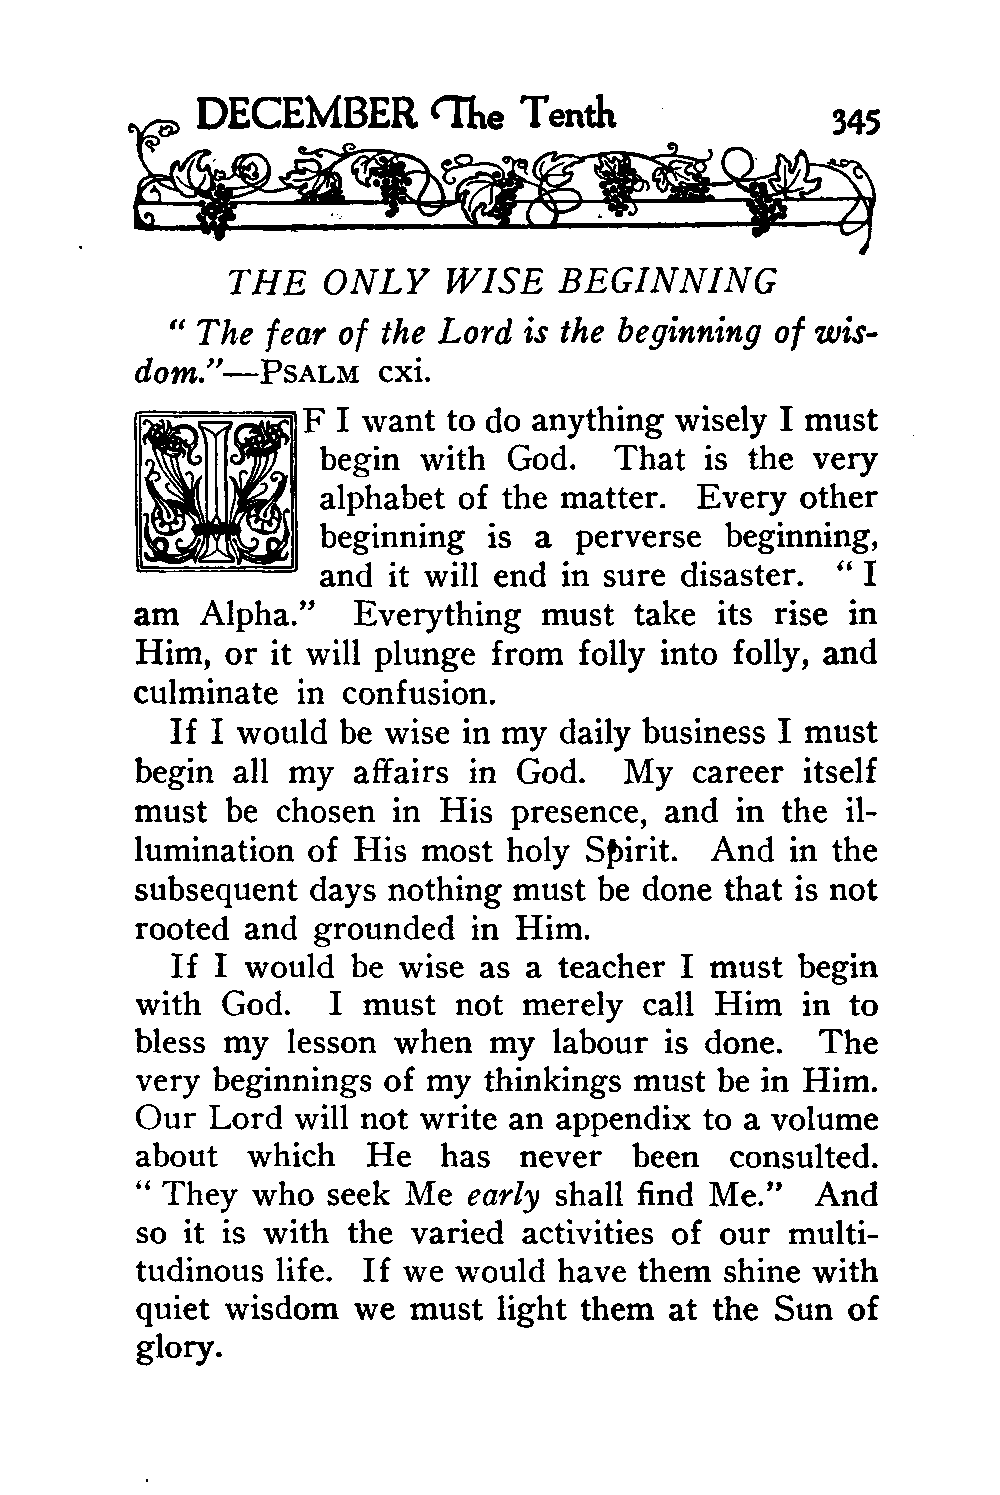 DECEMBER The Tenth 345
THE ONLY WISE BEGINNING
“ The fear of the Lord is the beginning of wis-
dom.”—PSALM cxi.
IF I want to do anything wisely I must
begin with God. That is the very
alphabet of the matter. Every other
beginning is a perverse beginning,
and it will end in sure disaster. “ I
am Alpha.” Everything must take its rise in
Him, or it will plunge from folly into folly, and
culminate in confusion.
If I would be wise in my daily business I must
begin all my affairs in God. My career itself
must be chosen in His presence, and in the il-
lumination of His most holy Spirit. And in the
subsequent days nothing must be done that is not
rooted and grounded in Him.
If I would be wise as a teacher I must begin
with God. I must not merely call Him in to
bless my lesson when my labour is done. The
very beginnings of my thinkings must be in Him.
Our Lord will not write an appendix to a volume
about which He has never been consulted.
“ They who seek Me early shall find Me.” And
so it is with the varied activities of our multi-
tudinous life. If we would have them shine with
quiet wisdom we must light them at the Sun of
glory.